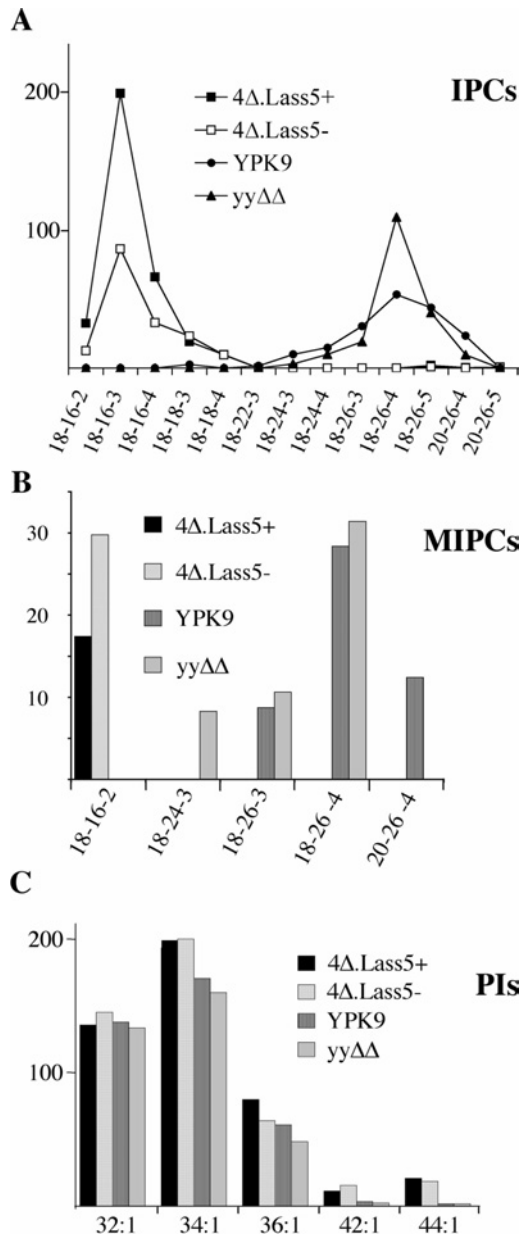 A
IPCs
200
100
4Δ.Lass5+
4Δ.Lass5-
YPK9
yyΔΔ
18-16-2
18-16-3
18-16-4
18-18-3
18-18-4
18-22-3
18-24-3
18-24-4
18-26-3
18-26-4
18-26-5
20-26-4
20-26-5
B
MIPCs
30
20
10
4Δ.Lass5+
4Δ.Lass5-
YPK9
yyΔΔ
18-16-2
18-24-3
18-26-3
18-26-4
20-26-4
C
PIs
200
100
4Δ.Lass5+
4Δ.Lass5-
YPK9
yyΔΔ
32:1 34:1 36:1 42:1 44:1